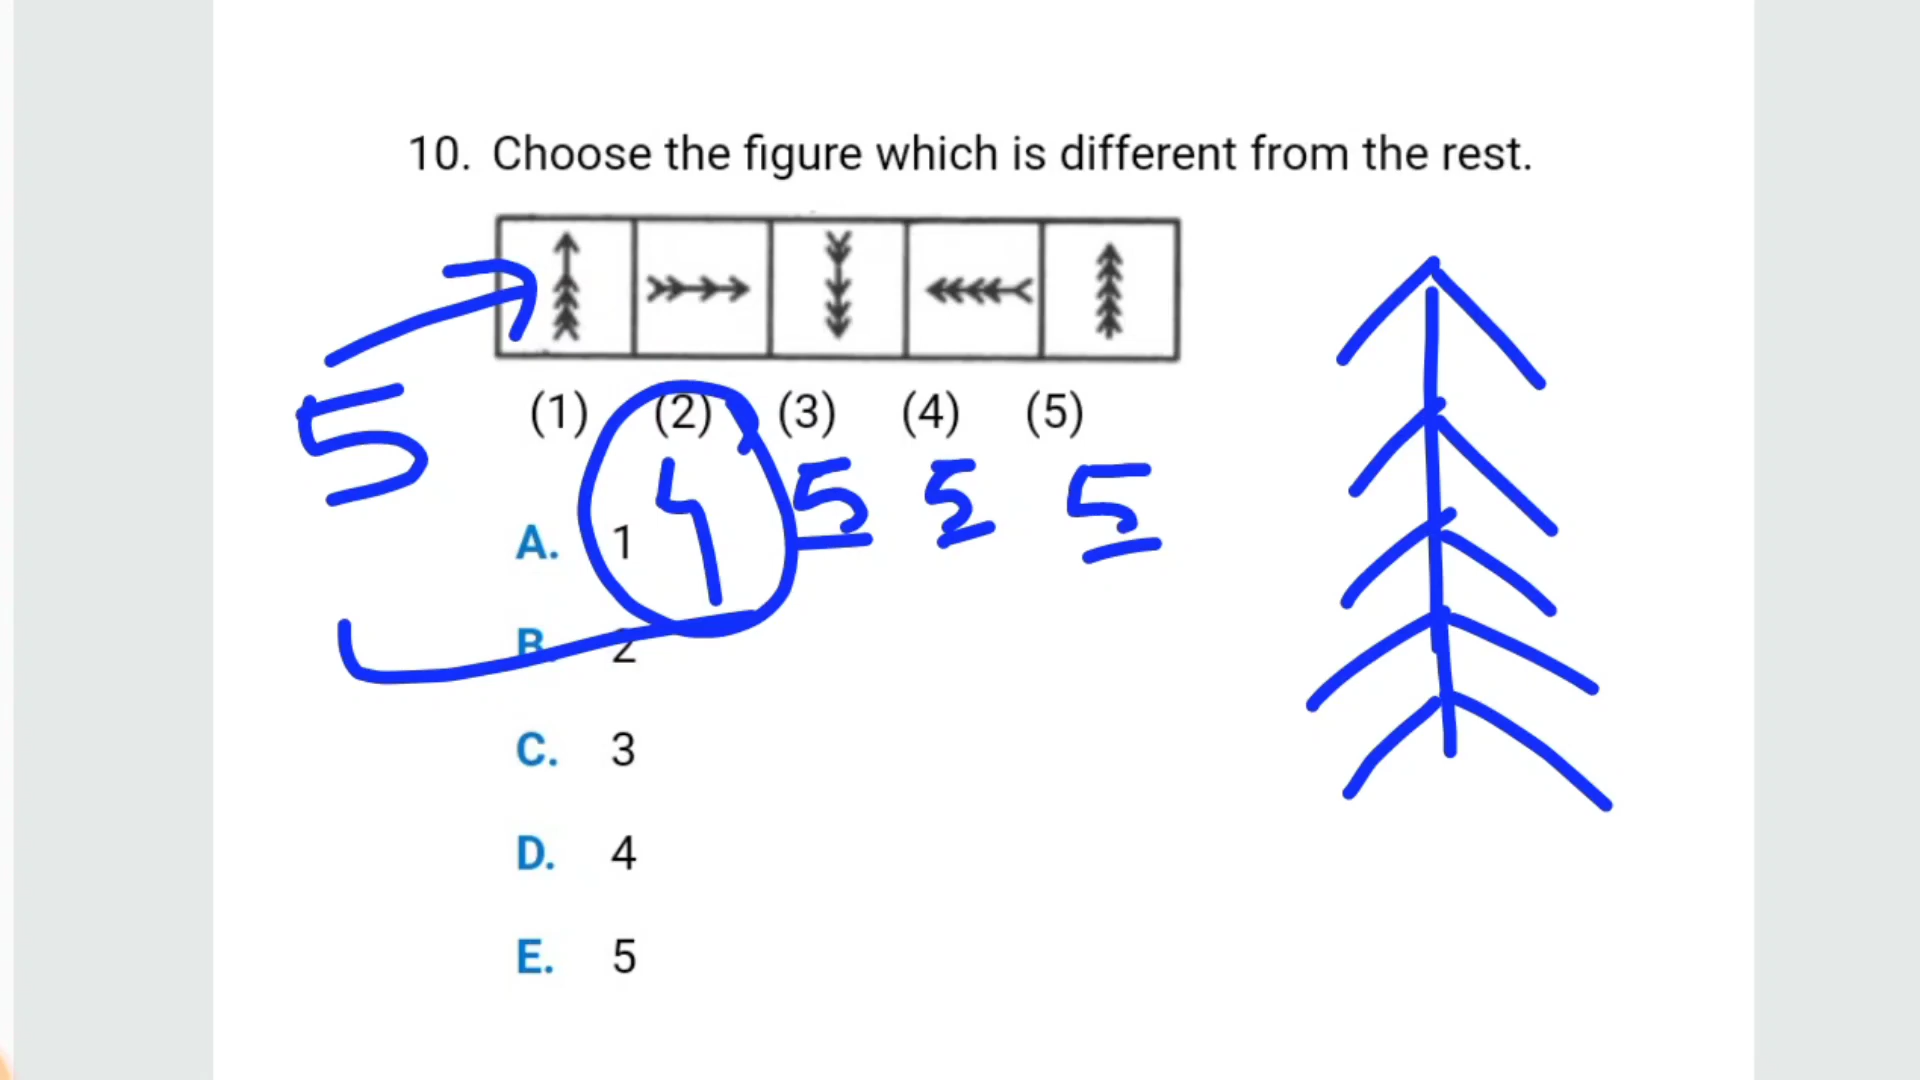 10. Choose the figure which is different from the rest.
(1) (2) (3) (4) (5)
5 4 5 5 5
A. 1
B. 2
C. 3
D. 4
E. 5